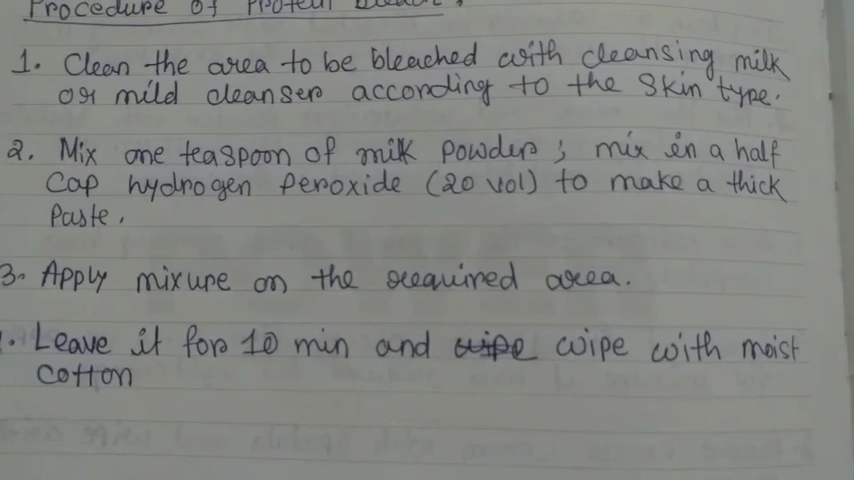 Procedure of Protein Bleach:
1. Clean the area to be bleached with cleansing milk
or mild cleanser according to the skin type.
2. Mix one teaspoon of milk powder; mix in a half
cap hydrogen peroxide (20 vol) to make a thick
paste.
3. Apply mixure on the required area.
. Leave it for 10 min and wipe with moist
cotton